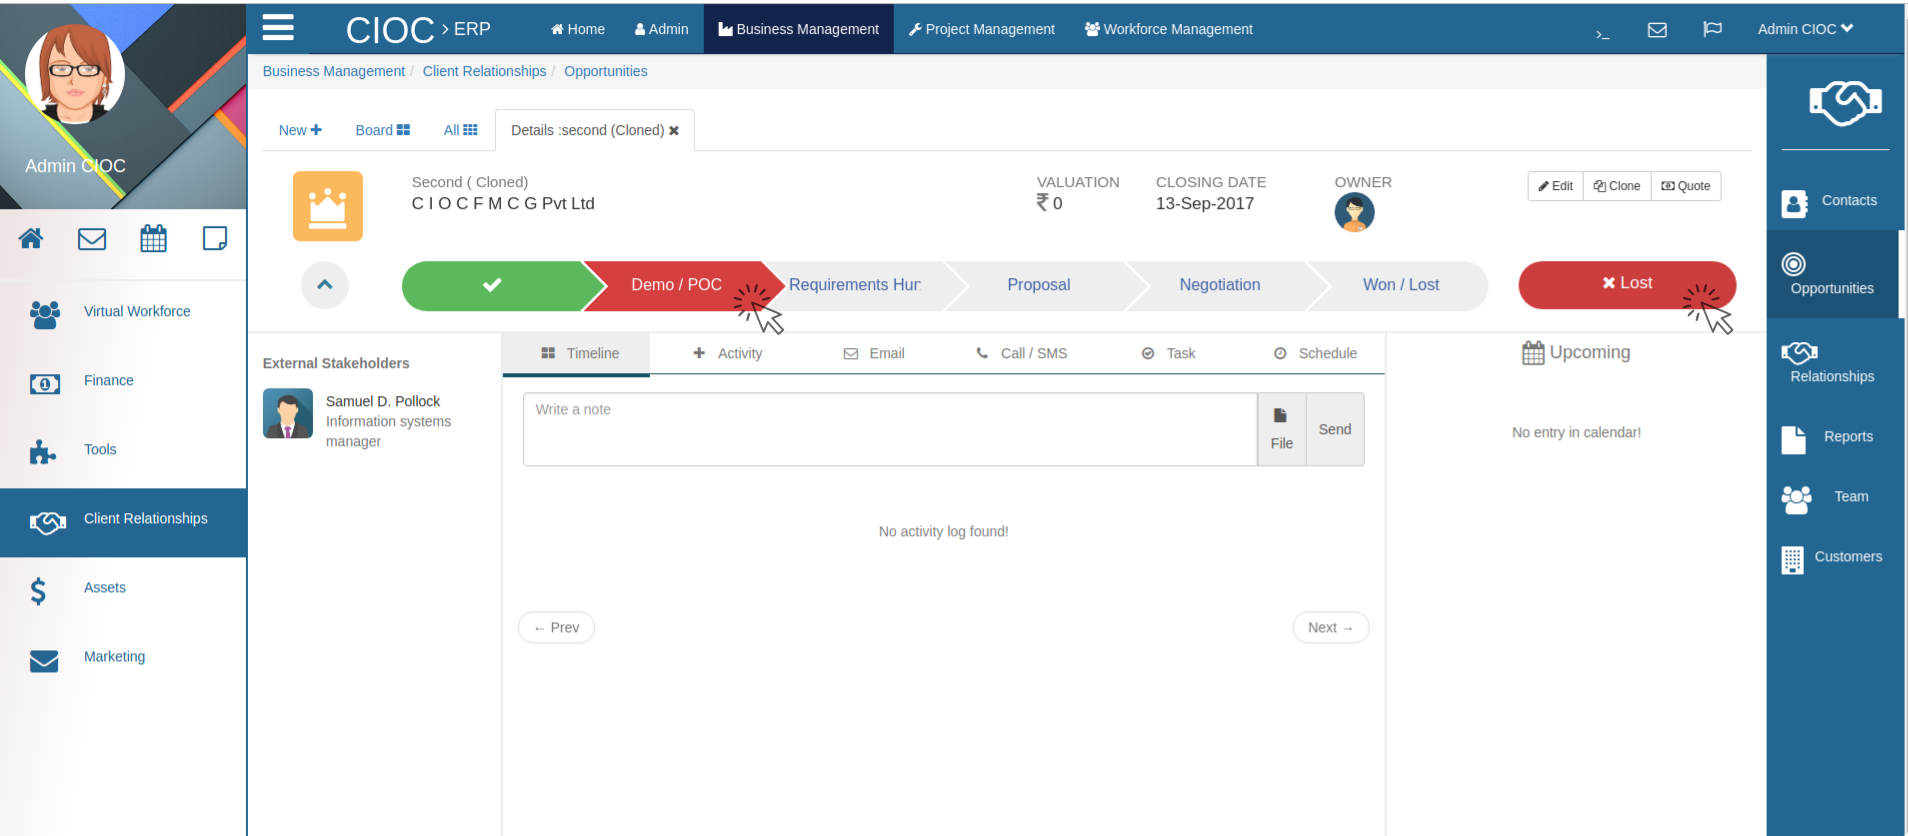 CIOC > ERP
Home
Admin
Business Management
Project Management
Workforce Management
>_
Admin CIOC
Admin CIOC
Virtual Workforce
Finance
Tools
Client Relationships
Assets
Marketing
Business Management / Client Relationships / Opportunities
New
Board
All
Details :second (Cloned)
Second ( Cloned)
C I O C F M C G Pvt Ltd
VALUATION
₹ 0
CLOSING DATE
13-Sep-2017
OWNER
Edit
Clone
Quote
Demo / POC
Requirements Hur
Proposal
Negotiation
Won / Lost
Lost
External Stakeholders
Samuel D. Pollock
Information systems
manager
Timeline
Activity
Email
Call / SMS
Task
Schedule
Write a note
File
Send
No activity log found!
← Prev
Next →
Upcoming
No entry in calendar!
Contacts
Opportunities
Relationships
Reports
Team
Customers